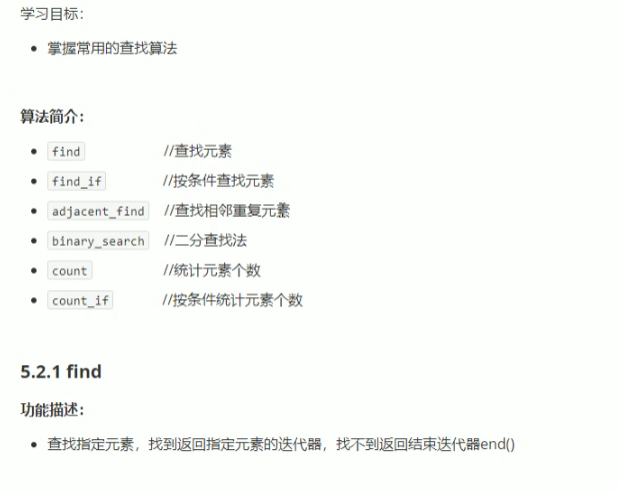 学习目标：
掌握常用的查找算法
算法简介：
find //查找元素
find_if //按条件查找元素
adjacent_find //查找相邻重复元素
binary_search //二分查找法
count //统计元素个数
count_if //按条件统计元素个数
5.2.1 find
功能描述：
查找指定元素，找到返回指定元素的迭代器，找不到返回结束迭代器end()